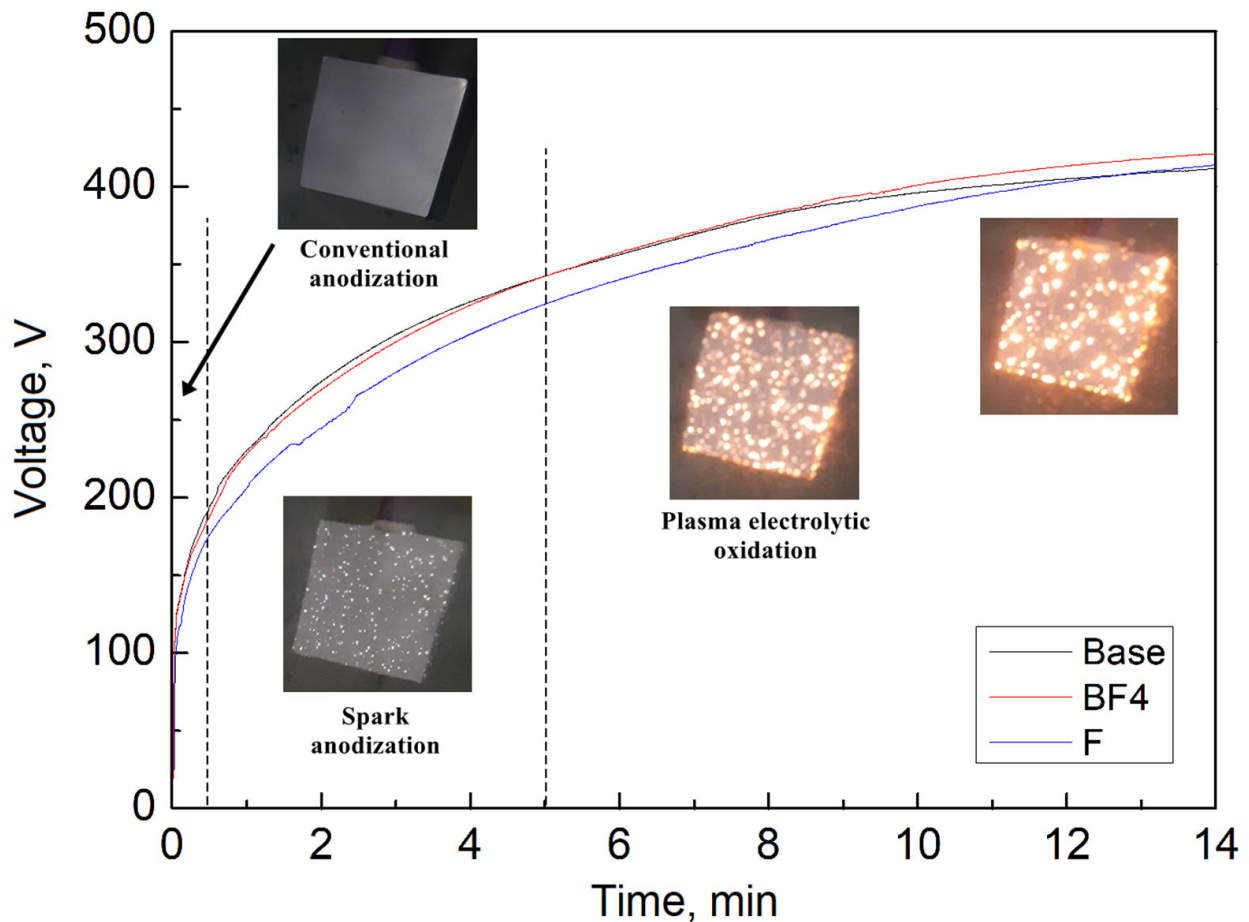 500
400
300
200
100
0
Voltage, V
Conventional
anodization
Spark
anodization
Plasma electrolytic
oxidation
Base
BF4
F
0 2 4 6 8 10 12 14
Time, min